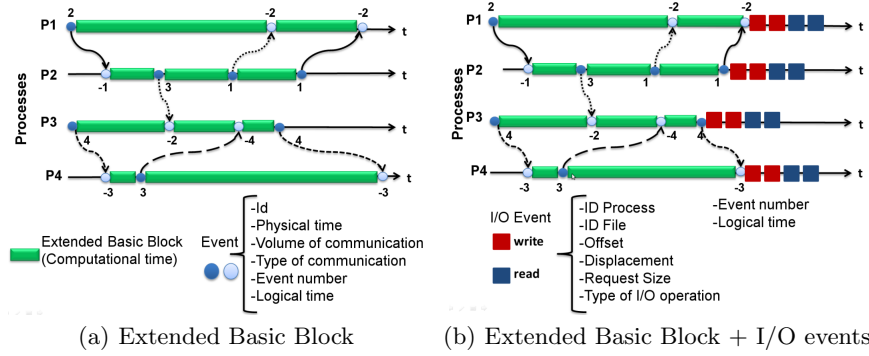 2 -2 -2
P1 t
P2 t
-1 3 1 1
P3 t
4 -2 -4 4
P4 t
-3 3 -3
Processes
Extended Basic Block
(Computational time)
Event
-Id
-Physical time
-Volume of communication
-Type of communication
-Event number
-Logical time
(a) Extended Basic Block
2 -2 -2
P1 t
P2 t
-1 3 1 1
P3 t
4 -2 -4 4
P4 t
-3 3 -3
Processes
I/O Event
write
read
-ID Process
-ID File
-Offset
-Displacement
-Request Size
-Type of I/O operation
-Event number
-Logical time
(b) Extended Basic Block + I/O events